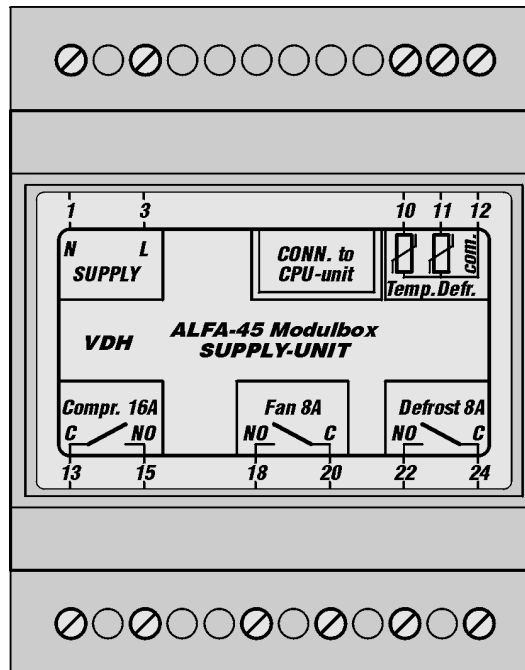 1 3 10 11 12
N L
SUPPLY
CONN. to
CPU-unit
com.
Temp. Defr.
VDH
ALFA-45 Modulbox
SUPPLY-UNIT
Compr. 16A
C NO
Fan 8A
NO C
Defrost 8A
NO C
13 15 18 20 22 24